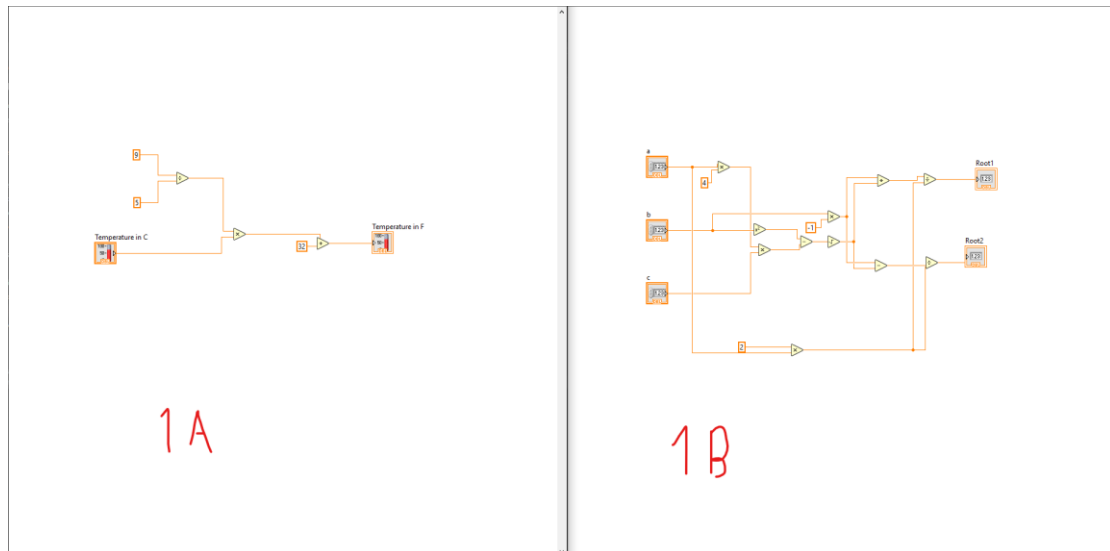 9
5
Temperature in C
32
Temperature in F
1A
a
4
b
-1
c
2
Root1
Root2
1B